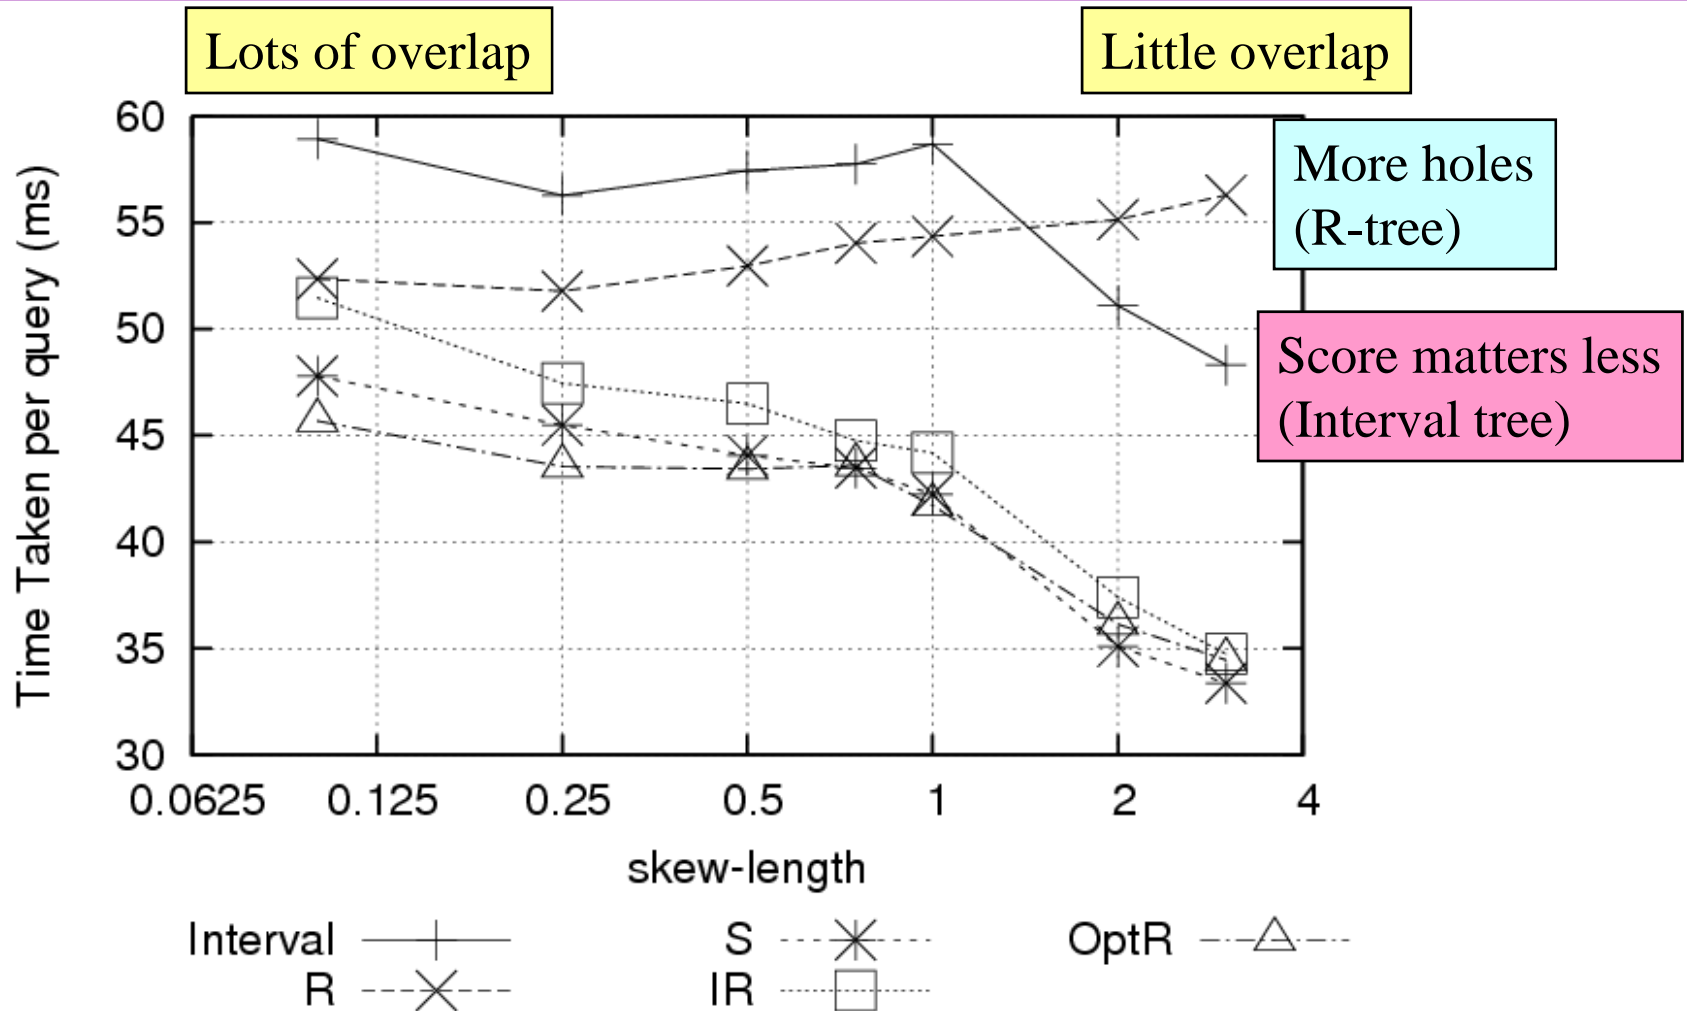 Lots of overlap
Little overlap
More holes
(R-tree)
Score matters less
(Interval tree)
Time Taken per query (ms)
60
55
50
45
40
35
30
0.0625 0.125 0.25 0.5 1 2 4
skew-length
Interval S OptR
R IR